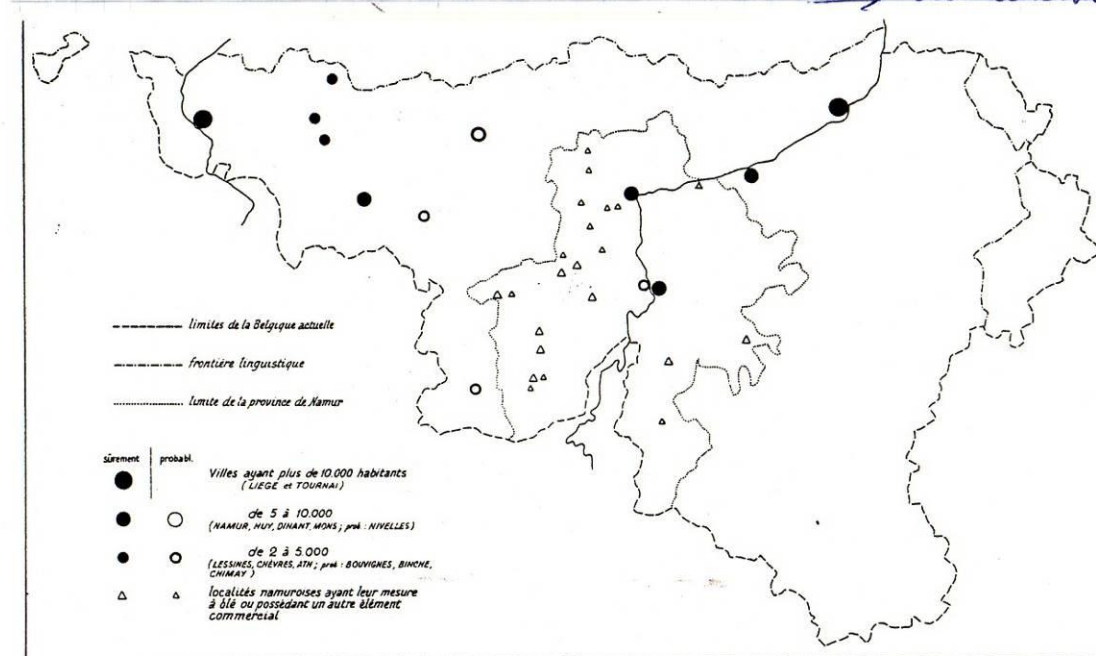 limites de la Belgique actuelle
frontière linguistique
limite de la province de Namur
sûrement probabl.
Villes ayant plus de 10.000 habitants
(LIEGE et TOURNAI)
de 5 à 10.000
(NAMUR, HUY, DINANT, MONS; prob : NIVELLES)
de 2 à 5.000
(LESSINES, CHÈVRES, ATH; prob : BOUVIGNES, BINCHE,
CHIMAY)
localités namuroises ayant leur mesure
à blé ou possédant un autre élément
commercial